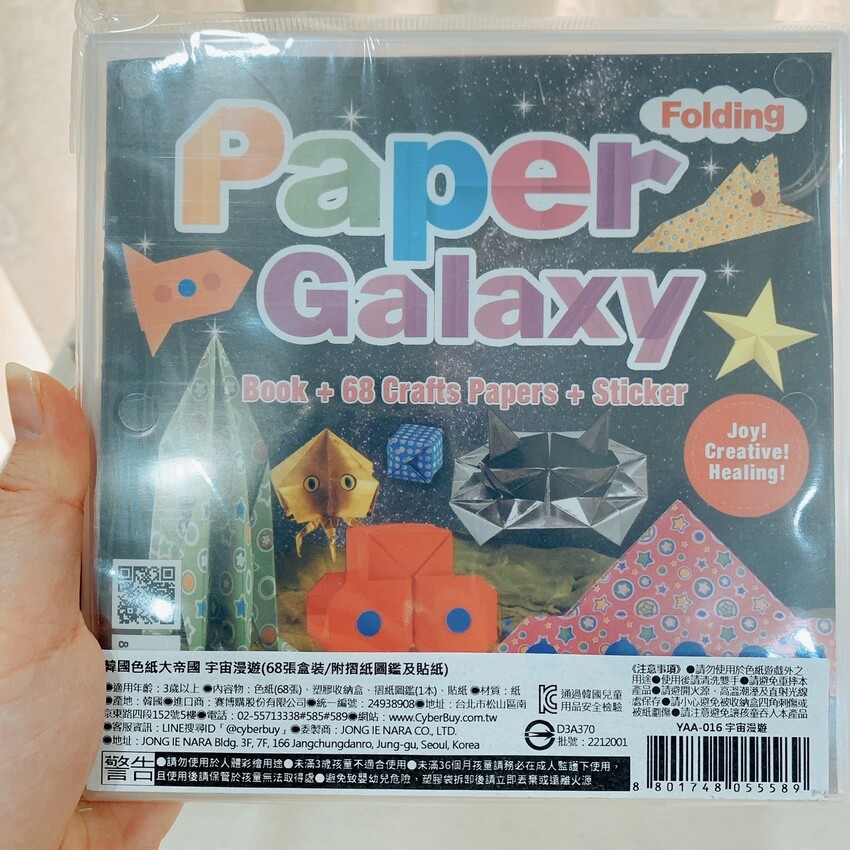 Folding
Paper
Galaxy
Book + 68 Crafts Papers + Sticker
Joy!
Creative!
Healing!
韓國色紙大帝國 宇宙漫遊(68張盒裝/附摺紙圖鑑及貼紙)
●適用年齡：3歲以上 ●內容物：色紙(68張)、塑膠收納盒、摺紙圖鑑(1本)、貼紙 ●材質：紙
●產地：韓國●進口商：賽博購股份有限公司●統一編號：24938908●地址：台北市松山區南
京東路四段152號5樓●電話：02-55713338#585#589●網站：www.CyberBuy.com.tw
●客服資訊：LINE搜尋ID「@cyberbuy」●委製商：JONG IE NARA CO., LTD.
●地址：JONG IE NARA Bldg. 3F, 7F, 166 Jangchungdanro, Jung-gu, Seoul, Korea
通過韓國兒童
用品安全檢驗
D3A370
批號：2212001
《注意事項》●請勿使用於色紙遊戲外之
用途●使用後請清洗雙手●請避免重摔本
產品●請避開火源、高溫潮溼及直射光線
處保存●請小心避免被收納盒四角刺傷或
被紙劃傷●請注意避免讓孩童吞入本產品
YAA-016 宇宙漫遊
8 801748 055589
警告
●請勿使用於人體彩繪用途●未滿3歲孩童不適合使用●未滿36個月孩童請務必在成人監護下使用，
且使用後請保管於孩童無法取得處●避免致嬰幼兒危險，塑膠袋拆卸後請立即丟棄或遠離火源